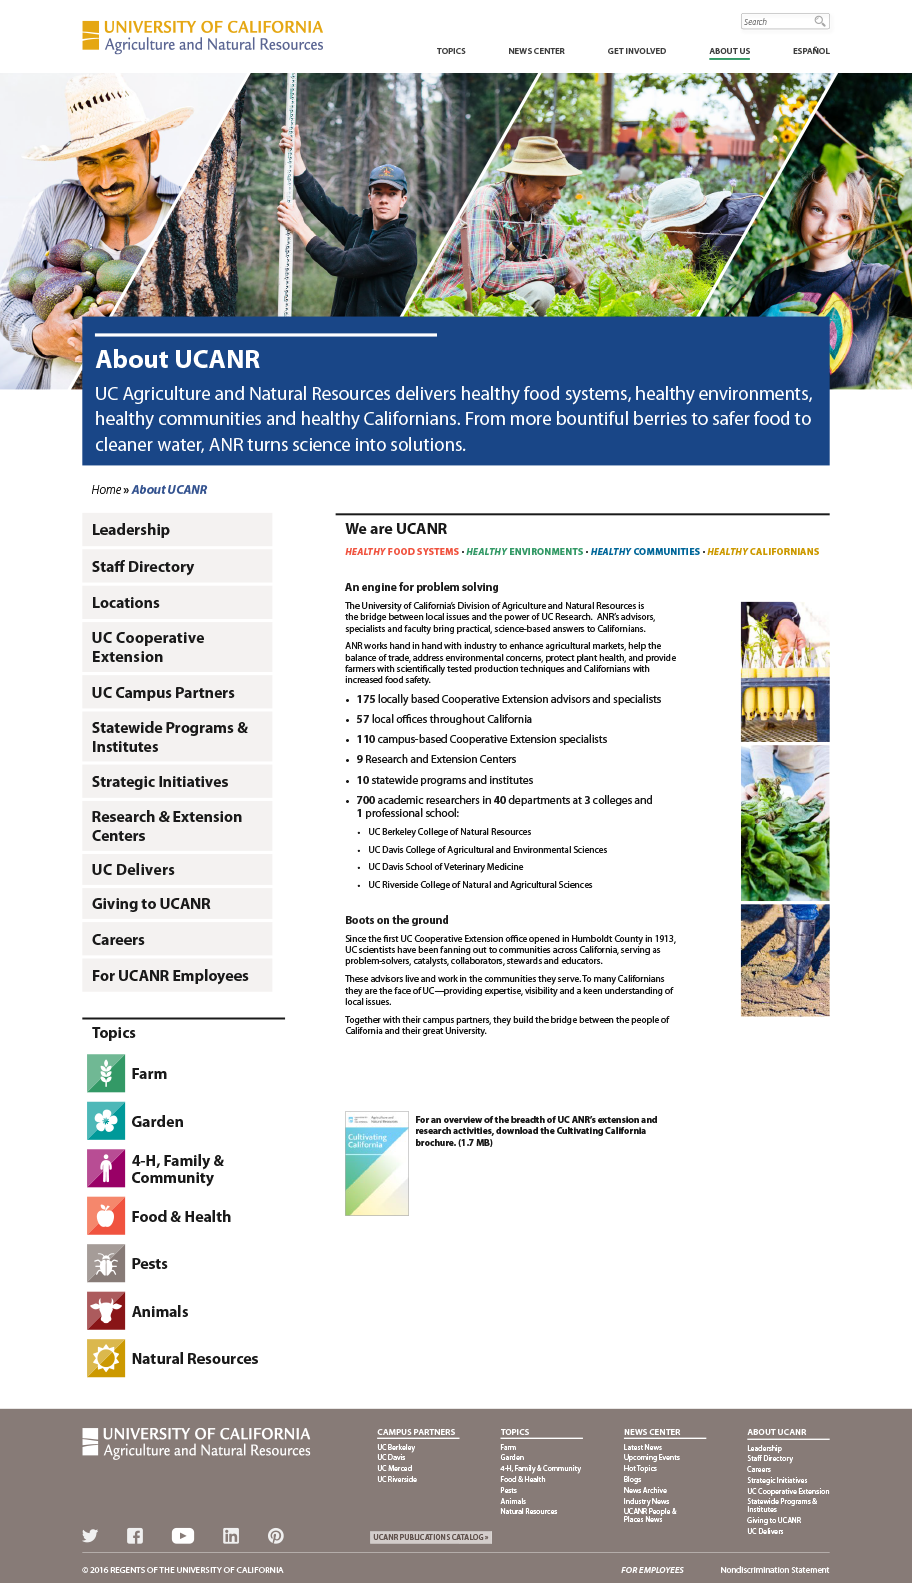 UNIVERSITY OF CALIFORNIA
Agriculture and Natural Resources
Search
TOPICS NEWS CENTER GET INVOLVED ABOUT US ESPAÑOL
About UCANR
UC Agriculture and Natural Resources delivers healthy food systems, healthy environments,
healthy communities and healthy Californians. From more bountiful berries to safer food to
cleaner water, ANR turns science into solutions.
Home » About UCANR
Leadership
Staff Directory
Locations
UC Cooperative
Extension
UC Campus Partners
Statewide Programs &
Institutes
Strategic Initiatives
Research & Extension
Centers
UC Delivers
Giving to UCANR
Careers
For UCANR Employees
Topics
Farm
Garden
4-H, Family &
Community
Food & Health
Pests
Animals
Natural Resources
We are UCANR
HEALTHY FOOD SYSTEMS • HEALTHY ENVIRONMENTS • HEALTHY COMMUNITIES • HEALTHY CALIFORNIANS
An engine for problem solving
The University of California's Division of Agriculture and Natural Resources is
the bridge between local issues and the power of UC Research. ANR's advisors,
specialists and faculty bring practical, science-based answers to Californians.
ANR works hand in hand with industry to enhance agricultural markets, help the
balance of trade, address environmental concerns, protect plant health, and provide
farmers with scientifically tested production techniques and Californians with
increased food safety.
• 175 locally based Cooperative Extension advisors and specialists
• 57 local offices throughout California
• 110 campus-based Cooperative Extension specialists
• 9 Research and Extension Centers
• 10 statewide programs and institutes
• 700 academic researchers in 40 departments at 3 colleges and
1 professional school:
• UC Berkeley College of Natural Resources
• UC Davis College of Agricultural and Environmental Sciences
• UC Davis School of Veterinary Medicine
• UC Riverside College of Natural and Agricultural Sciences
Boots on the ground
Since the first UC Cooperative Extension office opened in Humboldt County in 1913,
UC scientists have been fanning out to communities across California, serving as
problem-solvers, catalysts, collaborators, stewards and educators.
These advisors live and work in the communities they serve. To many Californians
they are the face of UC—providing expertise, visibility and a keen understanding of
local issues.
Together with their campus partners, they build the bridge between the people of
California and their great University.
Agriculture and
Natural Resources
Cultivating
California
For an overview of the breadth of UC ANR's extension and
research activities, download the Cultivating California
brochure. (1.7 MB)
UNIVERSITY OF CALIFORNIA
Agriculture and Natural Resources
CAMPUS PARTNERS
UC Berkeley
UC Davis
UC Merced
UC Riverside
TOPICS
Farm
Garden
4-H, Family & Community
Food & Health
Pests
Animals
Natural Resources
NEWS CENTER
Latest News
Upcoming Events
Hot Topics
Blogs
News Archive
Industry News
UCANR People &
Places News
ABOUT UCANR
Leadership
Staff Directory
Careers
Strategic Initiatives
UC Cooperative Extension
Statewide Programs &
Institutes
Giving to UCANR
UC Delivers
UCANR PUBLICATIONS CATALOG »
© 2016 REGENTS OF THE UNIVERSITY OF CALIFORNIA
FOR EMPLOYEES Nondiscrimination Statement